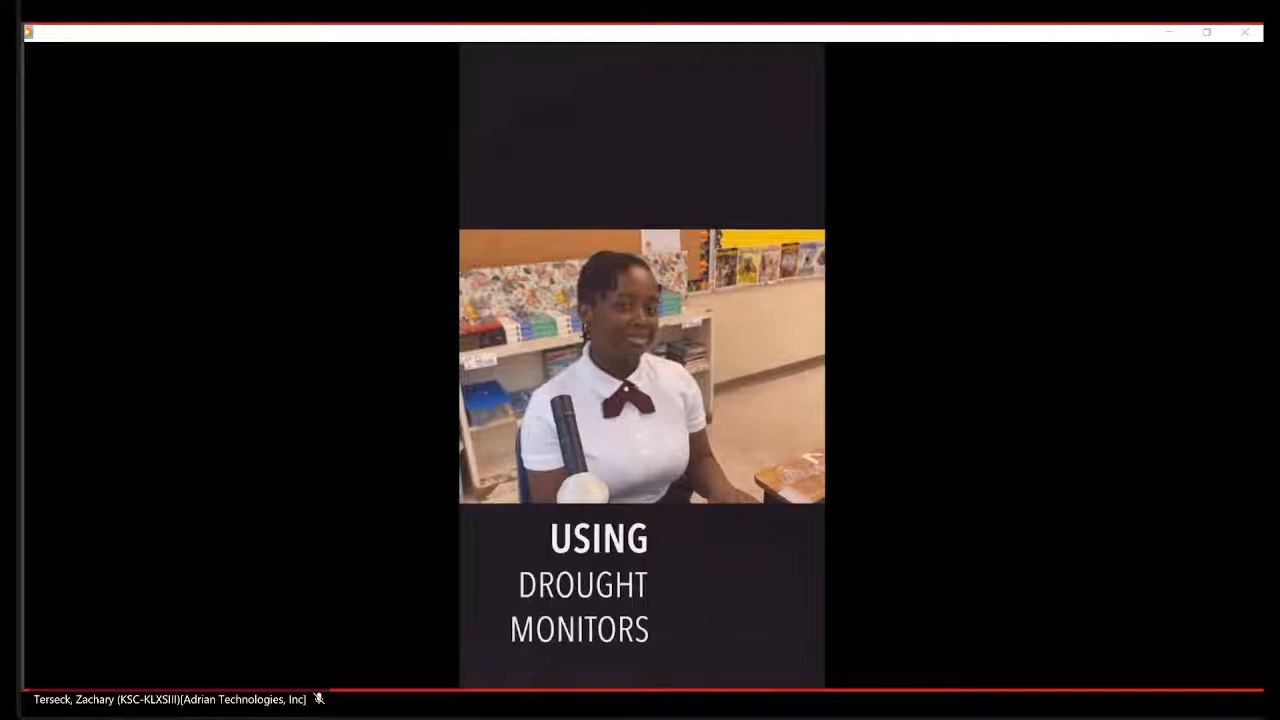 USING
DROUGHT
MONITORS
Terseck, Zachary (KSC-KLXSIII)[Adrian Technologies, Inc]